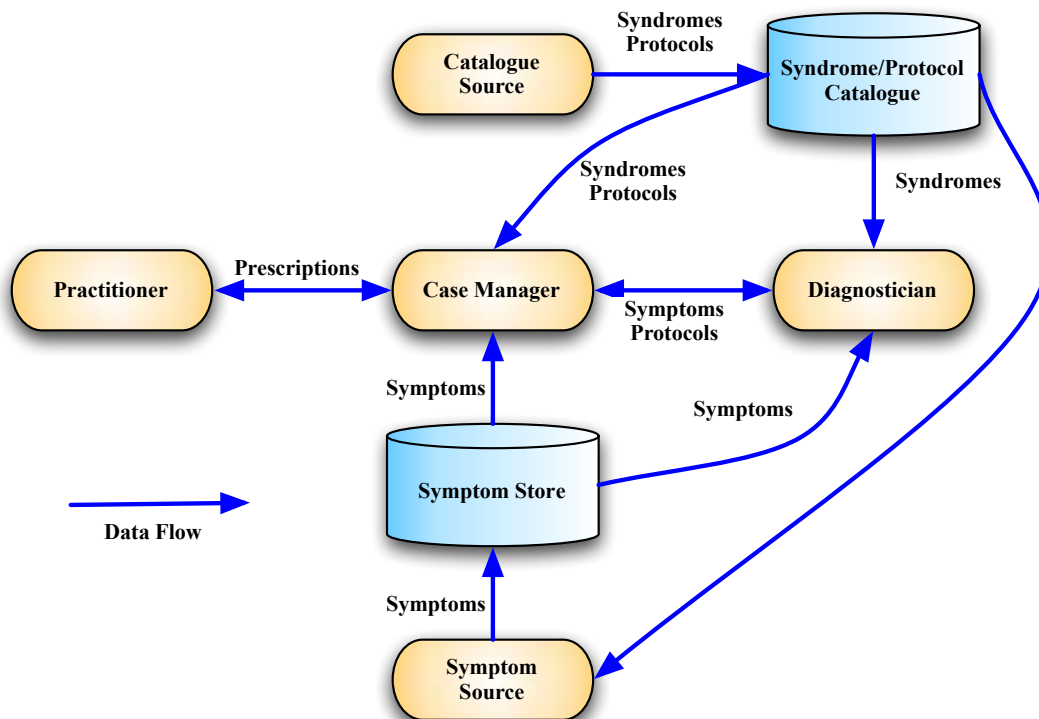 Syndromes
Protocols
Catalogue
Source
Syndrome/Protocol
Catalogue
Syndromes
Protocols
Syndromes
Practitioner
Prescriptions
Case Manager
Symptoms
Protocols
Diagnostician
Symptoms
Symptoms
Symptom Store
Data Flow
Symptoms
Symptom
Source